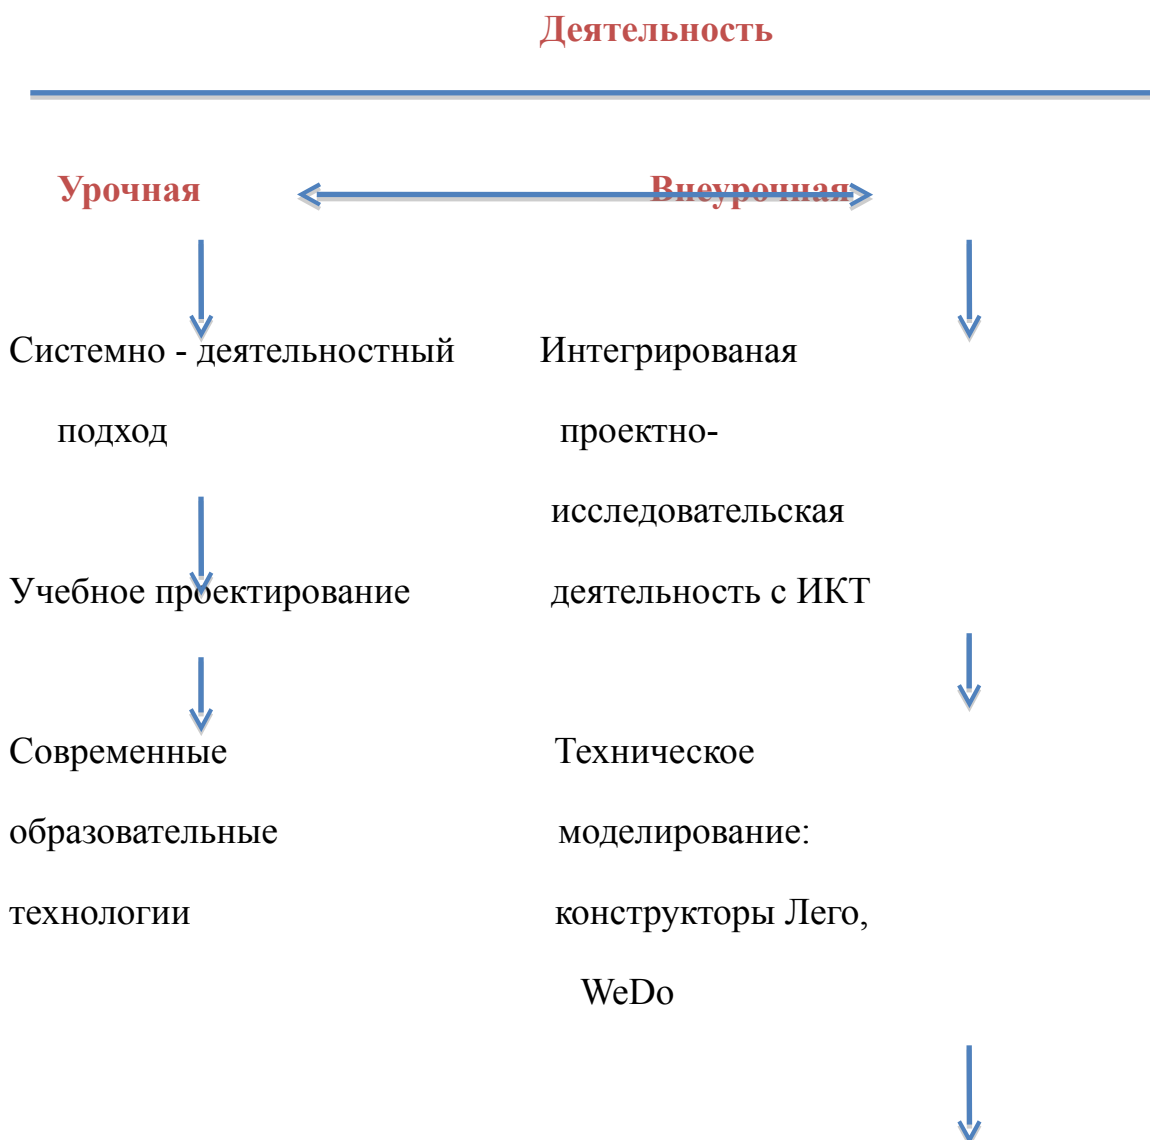 Деятельность
Урочная Внеурочная
Системно - деятельностный Интегрированая
подход проектно-
исследовательская
Учебное проектирование деятельность с ИКТ
Современные Техническое
образовательные моделирование:
технологии конструкторы Лего,
WeDo